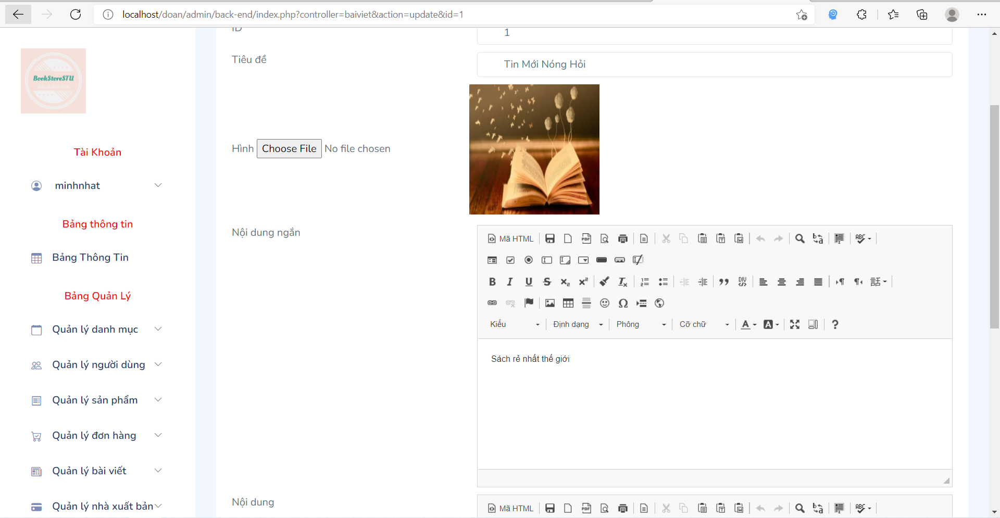 localhost/doan/admin/back-end/index.php?controller=baiviet&action=update&id=1
BookStoreSTU
Tài Khoản
minhnhat
Bảng thông tin
Bảng Thông Tin
Bảng Quản Lý
Quản lý danh mục
Quản lý người dùng
Quản lý sản phẩm
Quản lý đơn hàng
Quản lý bài viết
Quản lý nhà xuất bản
ID
1
Tiêu đề
Tin Mới Nóng Hỏi
Hình Choose File No file chosen
Nội dung ngắn
Mã HTML
Kiểu Định dạng Phông Cỡ chữ
Sách rẻ nhất thế giới
Nội dung
Mã HTML